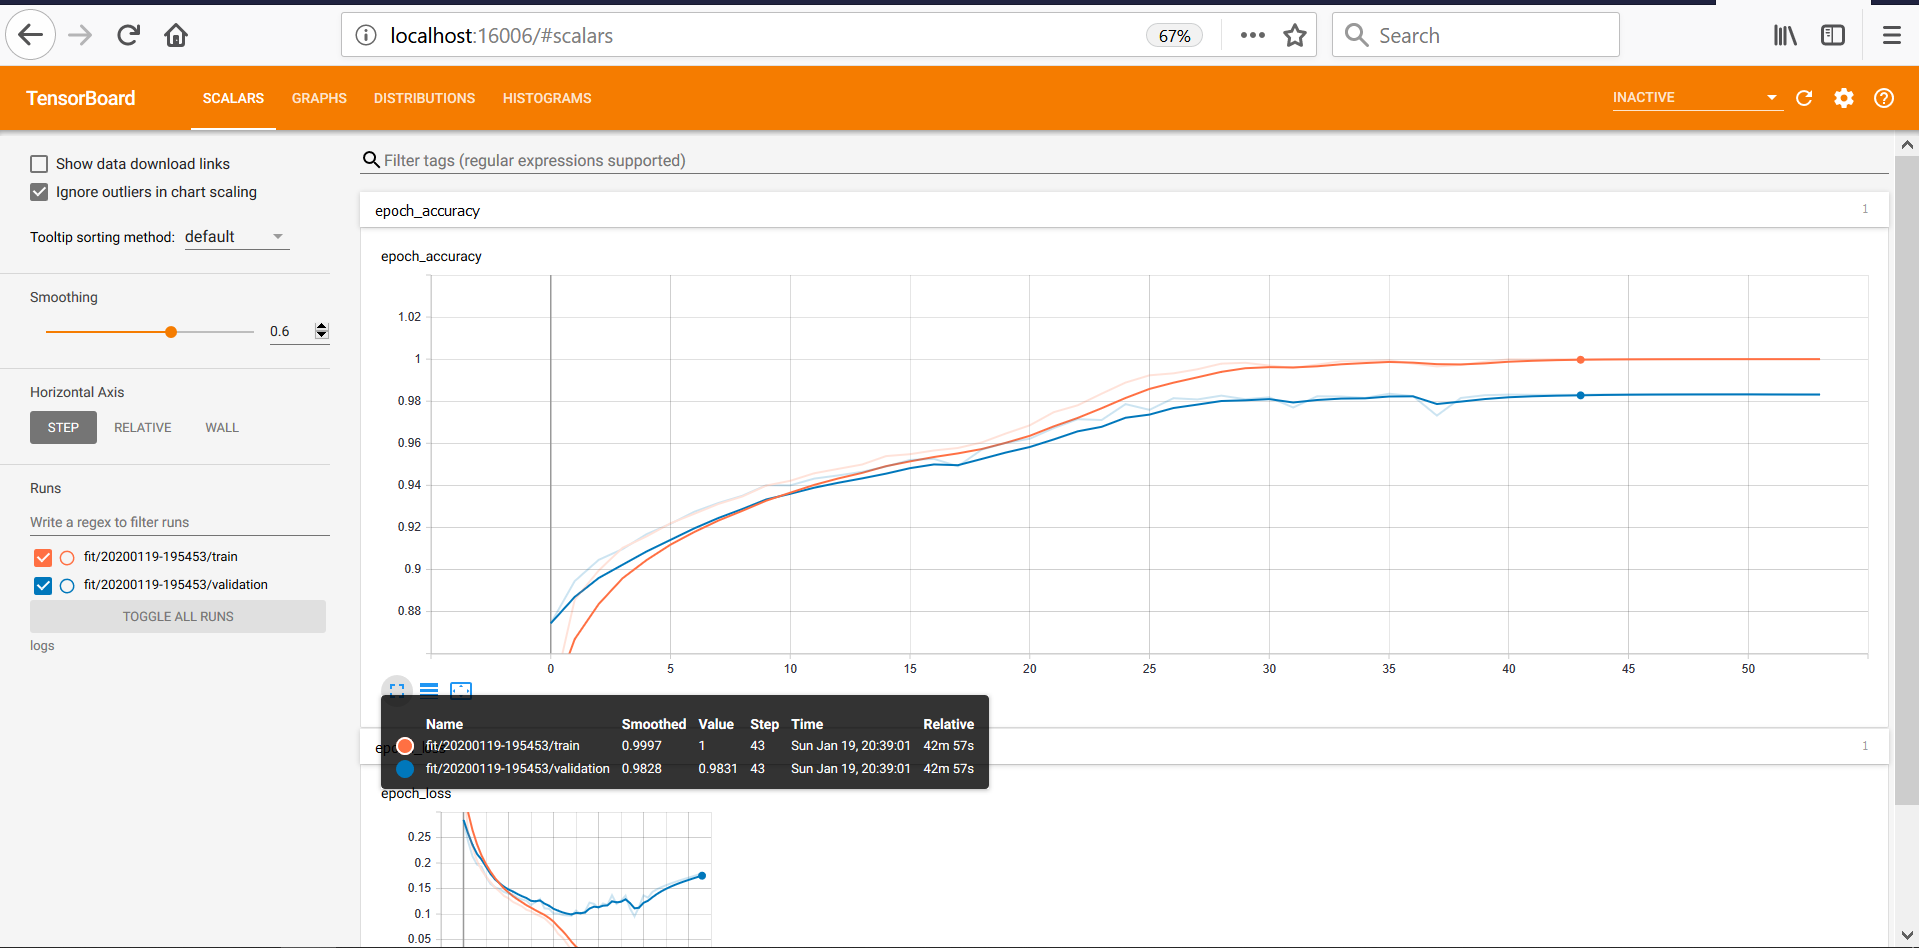 localhost:16006/#scalars
67%
Search
TensorBoard
SCALARS
GRAPHS
DISTRIBUTIONS
HISTOGRAMS
INACTIVE
Show data download links
Ignore outliers in chart scaling
Tooltip sorting method: default
Smoothing
0.6
Horizontal Axis
STEP RELATIVE WALL
Runs
Write a regex to filter runs
fit/20200119-195453/train
fit/20200119-195453/validation
TOGGLE ALL RUNS
logs
Filter tags (regular expressions supported)
epoch_accuracy 1
epoch_accuracy
1.02
1
0.98
0.96
0.94
0.92
0.9
0.88
0 5 10 15 20 25 30 35 40 45 50
Name Smoothed Value Step Time Relative
fit/20200119-195453/train 0.9997 1 43 Sun Jan 19, 20:39:01 42m 57s
fit/20200119-195453/validation 0.9828 0.9831 43 Sun Jan 19, 20:39:01 42m 57s
1
epoch_loss
0.25
0.2
0.15
0.1
0.05